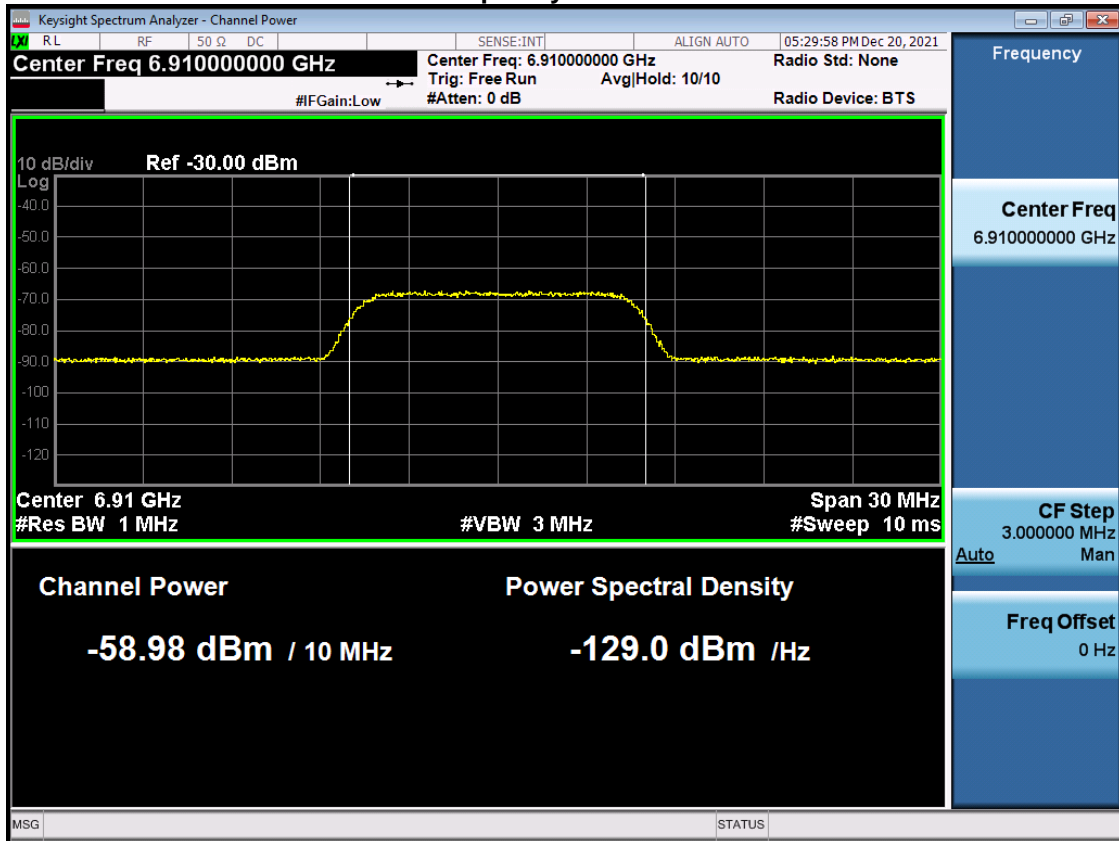 Keysight Spectrum Analyzer - Channel Power
LXI RL RF 50 Ω DC SENSE:INT ALIGN AUTO 05:29:58 PM Dec 20, 2021
Center Freq 6.910000000 GHz
Center Freq: 6.910000000 GHz Radio Std: None
Trig: Free Run Avg|Hold: 10/10
#IFGain:Low #Atten: 0 dB Radio Device: BTS
10 dB/div Ref -30.00 dBm
Log
-40.0
-50.0
-60.0
-70.0
-80.0
-90.0
-100
-110
-120
Center 6.91 GHz Span 30 MHz
#Res BW 1 MHz #VBW 3 MHz #Sweep 10 ms
Channel Power Power Spectral Density
-58.98 dBm / 10 MHz -129.0 dBm /Hz
Frequency
Center Freq
6.910000000 GHz
CF Step
3.000000 MHz
Auto Man
Freq Offset
0 Hz
MSG STATUS